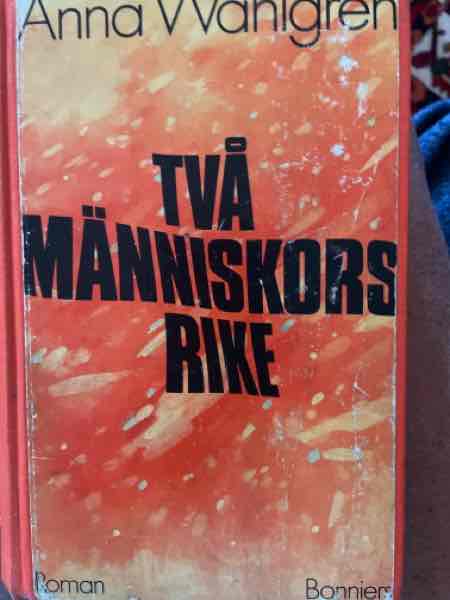 Anna Wahlgren
TVÅ
MÄNNISKORS
RIKE
Roman
Bonniers